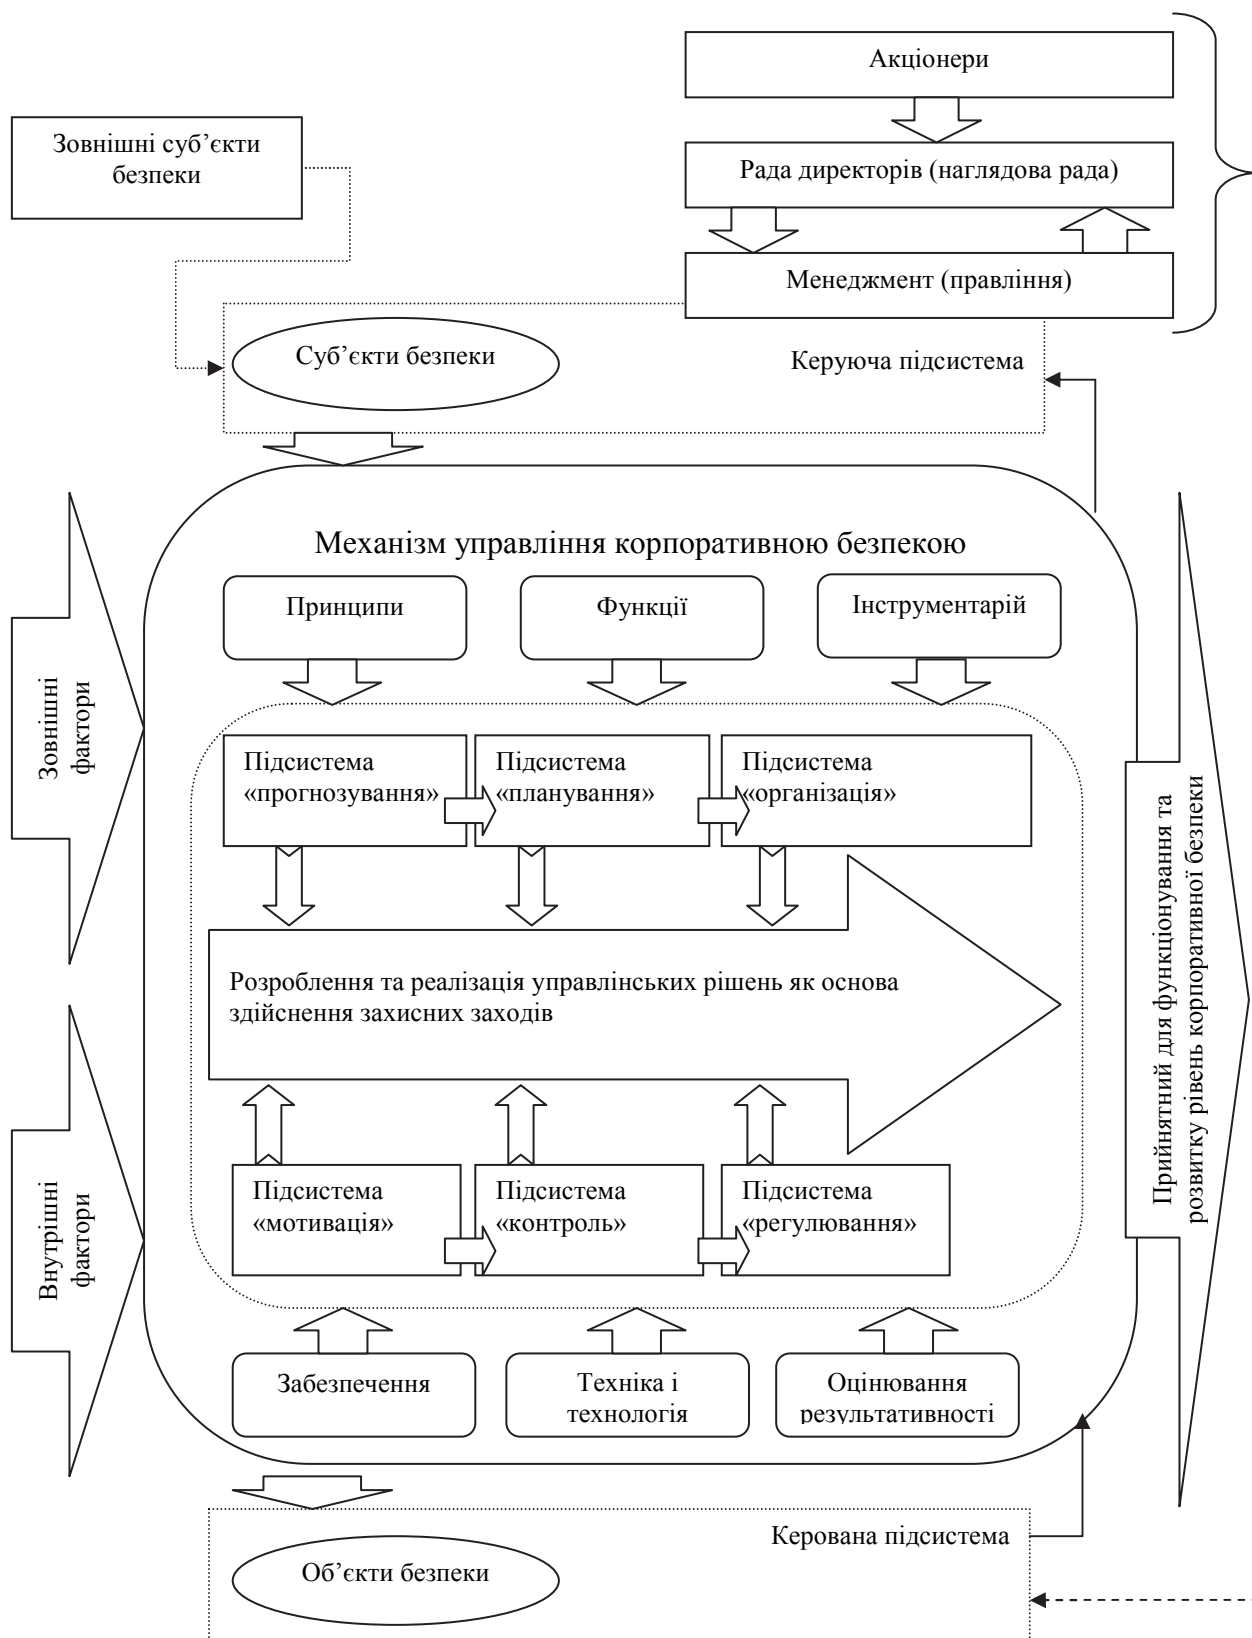 Акціонери
Зовнішні суб’єкти
безпеки
Рада директорів (наглядова рада)
Менеджмент (правління)
Суб’єкти безпеки
Керуюча підсистема
Механізм управління корпоративною безпекою
Принципи
Функції
Інструментарій
Зовнішні
фактори
Підсистема
«прогнозування»
Підсистема
«планування»
Підсистема
«організація»
Розроблення та реалізація управлінських рішень як основа
здійснення захисних заходів
Прийнятний для функціонування та
розвитку рівень корпоративної безпеки
Внутрішні
фактори
Підсистема
«мотивація»
Підсистема
«контроль»
Підсистема
«регулювання»
Забезпечення
Техніка і
технологія
Оцінювання
результативності
Керована підсистема
Об’єкти безпеки